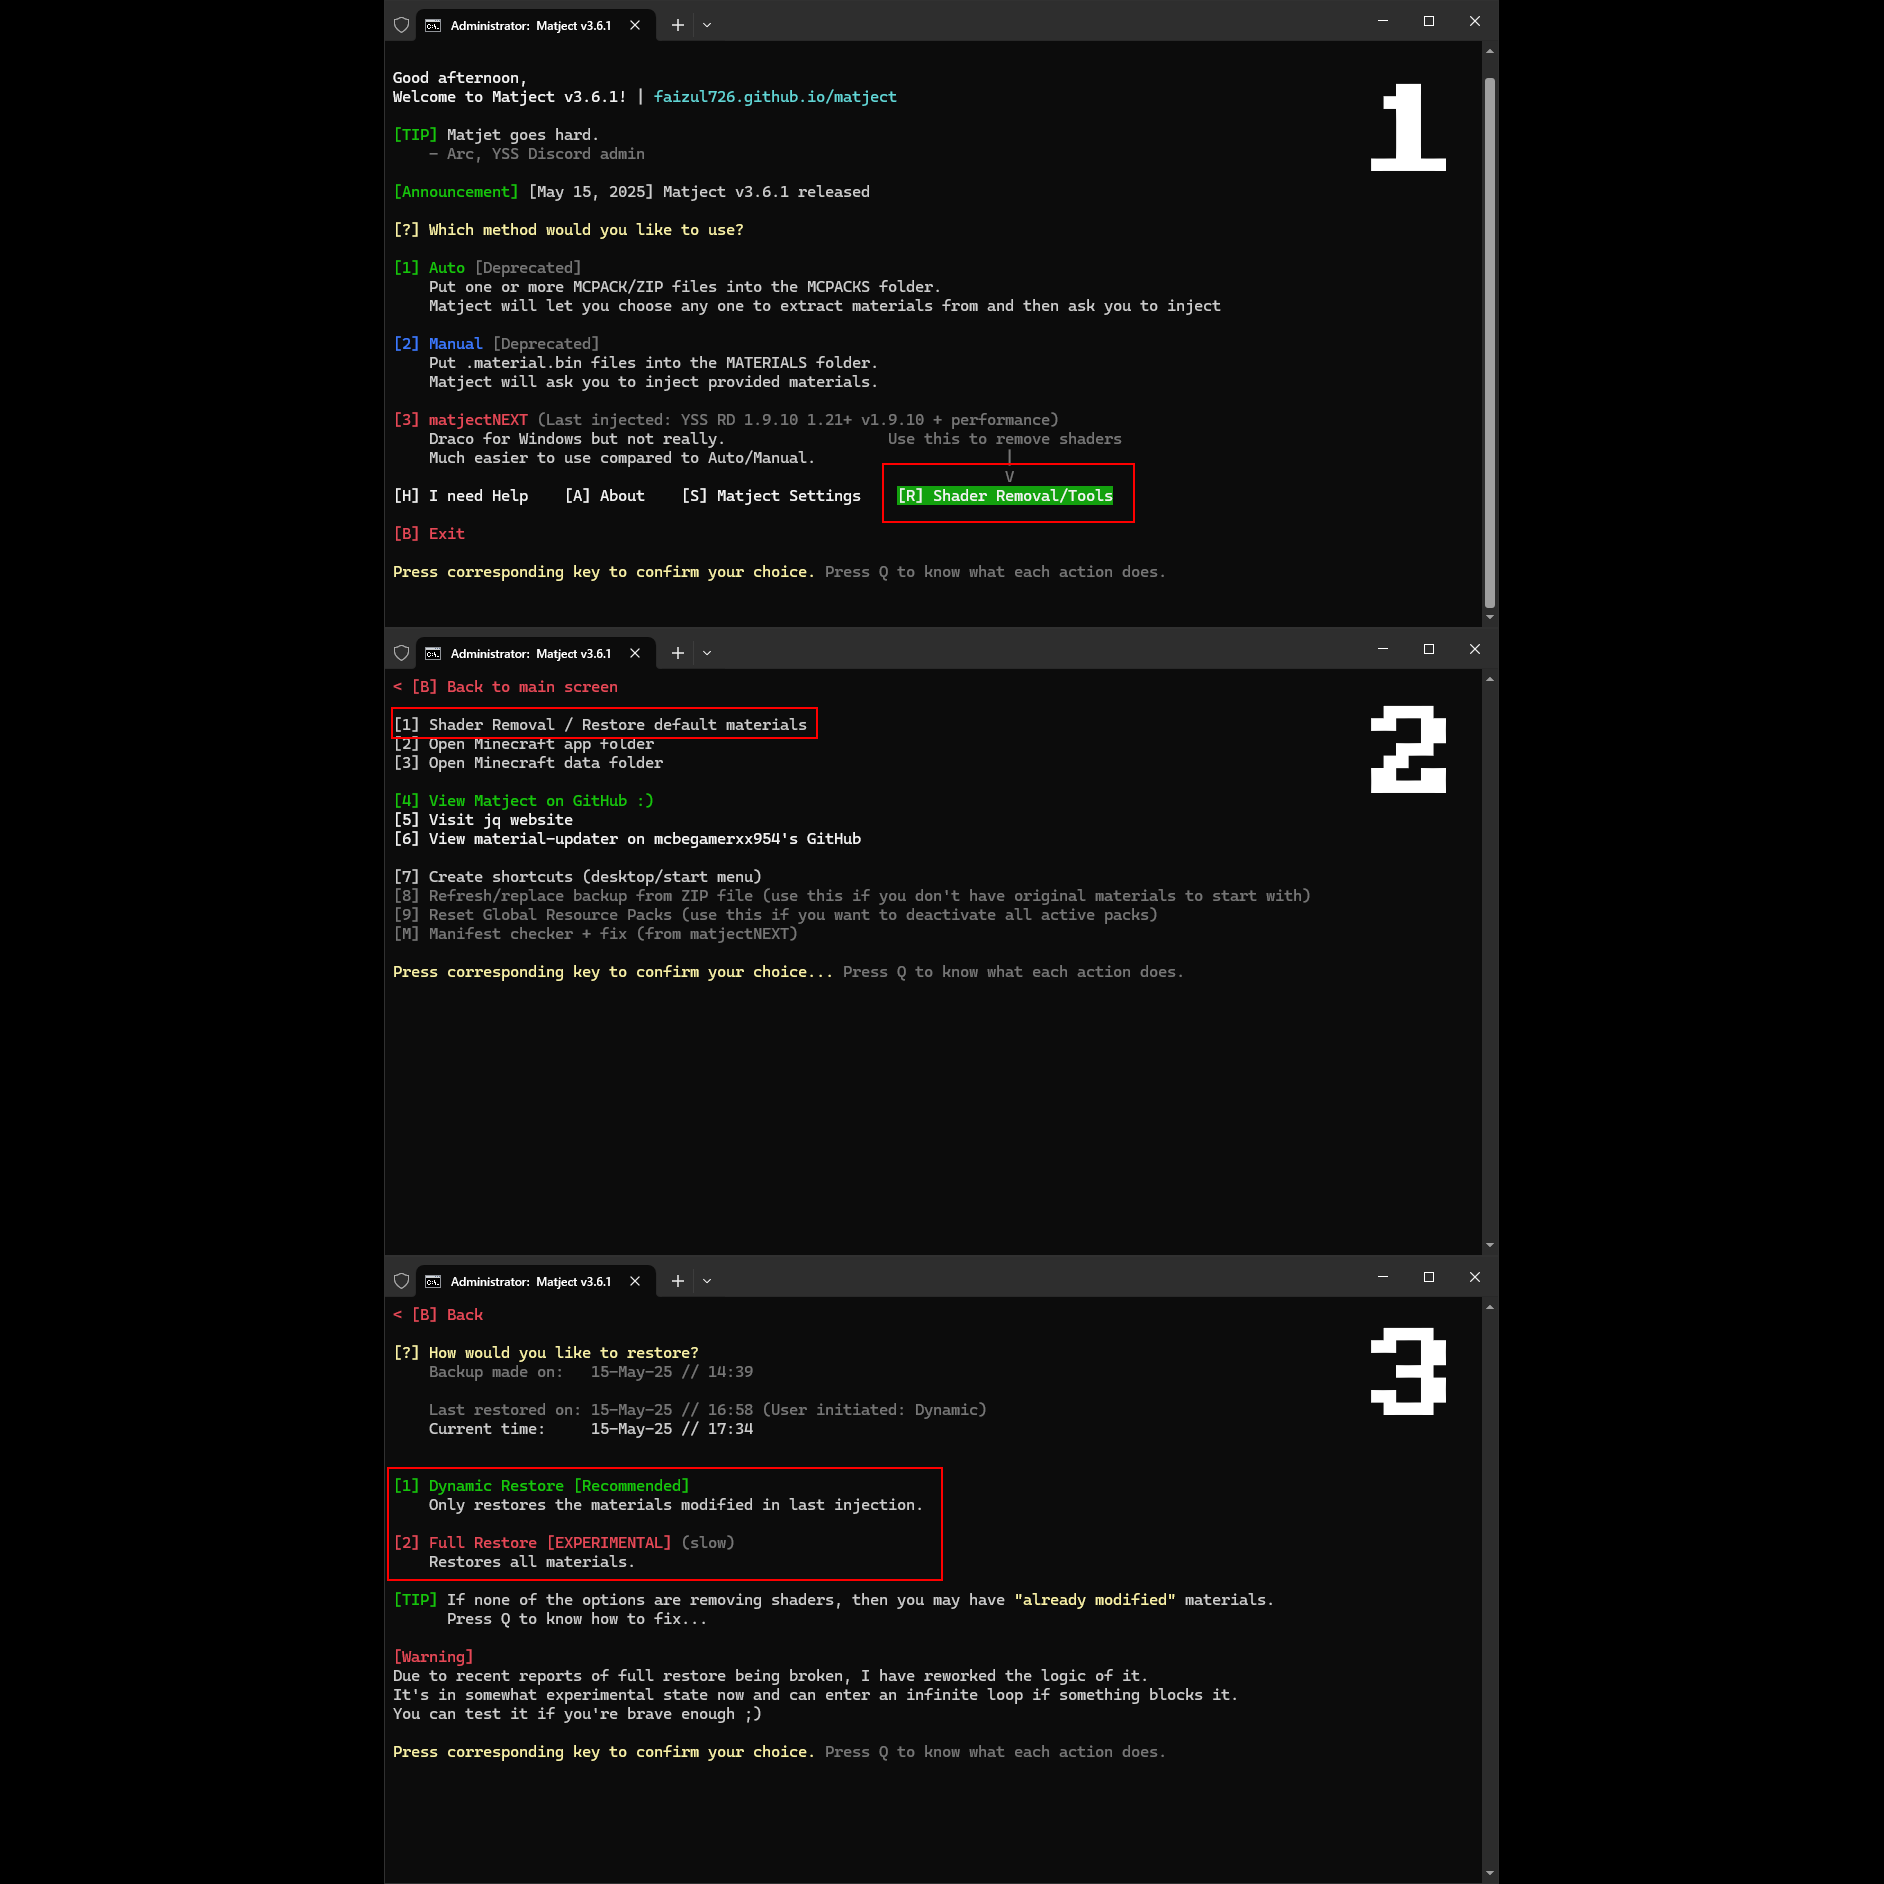 Administrator: Matject v3.6.1
Good afternoon,
Welcome to Matject v3.6.1! | faizul726.github.io/matject
1
[TIP] Matjet goes hard.
- Arc, YSS Discord admin
[Announcement] [May 15, 2025] Matject v3.6.1 released
[?] Which method would you like to use?
[1] Auto [Deprecated]
Put one or more MCPACK/ZIP files into the MCPACKS folder.
Matject will let you choose any one to extract materials from and then ask you to inject
[2] Manual [Deprecated]
Put .material.bin files into the MATERIALS folder.
Matject will ask you to inject provided materials.
[3] matjectNEXT (Last injected: YSS RD 1.9.10 1.21+ v1.9.10 + performance)
Draco for Windows but not really. Use this to remove shaders
Much easier to use compared to Auto/Manual. |
V
[H] I need Help [A] About [S] Matject Settings [R] Shader Removal/Tools
[B] Exit
Press corresponding key to confirm your choice. Press Q to know what each action does.
Administrator: Matject v3.6.1
< [B] Back to main screen
2
[1] Shader Removal / Restore default materials
[2] Open Minecraft app folder
[3] Open Minecraft data folder
[4] View Matject on GitHub :)
[5] Visit jq website
[6] View material-updater on mcbegamerxx954's GitHub
[7] Create shortcuts (desktop/start menu)
[8] Refresh/replace backup from ZIP file (use this if you don't have original materials to start with)
[9] Reset Global Resource Packs (use this if you want to deactivate all active packs)
[M] Manifest checker + fix (from matjectNEXT)
Press corresponding key to confirm your choice... Press Q to know what each action does.
Administrator: Matject v3.6.1
< [B] Back
3
[?] How would you like to restore?
Backup made on: 15-May-25 // 14:39
Last restored on: 15-May-25 // 16:58 (User initiated: Dynamic)
Current time: 15-May-25 // 17:34
[1] Dynamic Restore [Recommended]
Only restores the materials modified in last injection.
[2] Full Restore [EXPERIMENTAL] (slow)
Restores all materials.
[TIP] If none of the options are removing shaders, then you may have "already modified" materials.
Press Q to know how to fix...
[Warning]
Due to recent reports of full restore being broken, I have reworked the logic of it.
It's in somewhat experimental state now and can enter an infinite loop if something blocks it.
You can test it if you're brave enough ;)
Press corresponding key to confirm your choice. Press Q to know what each action does.